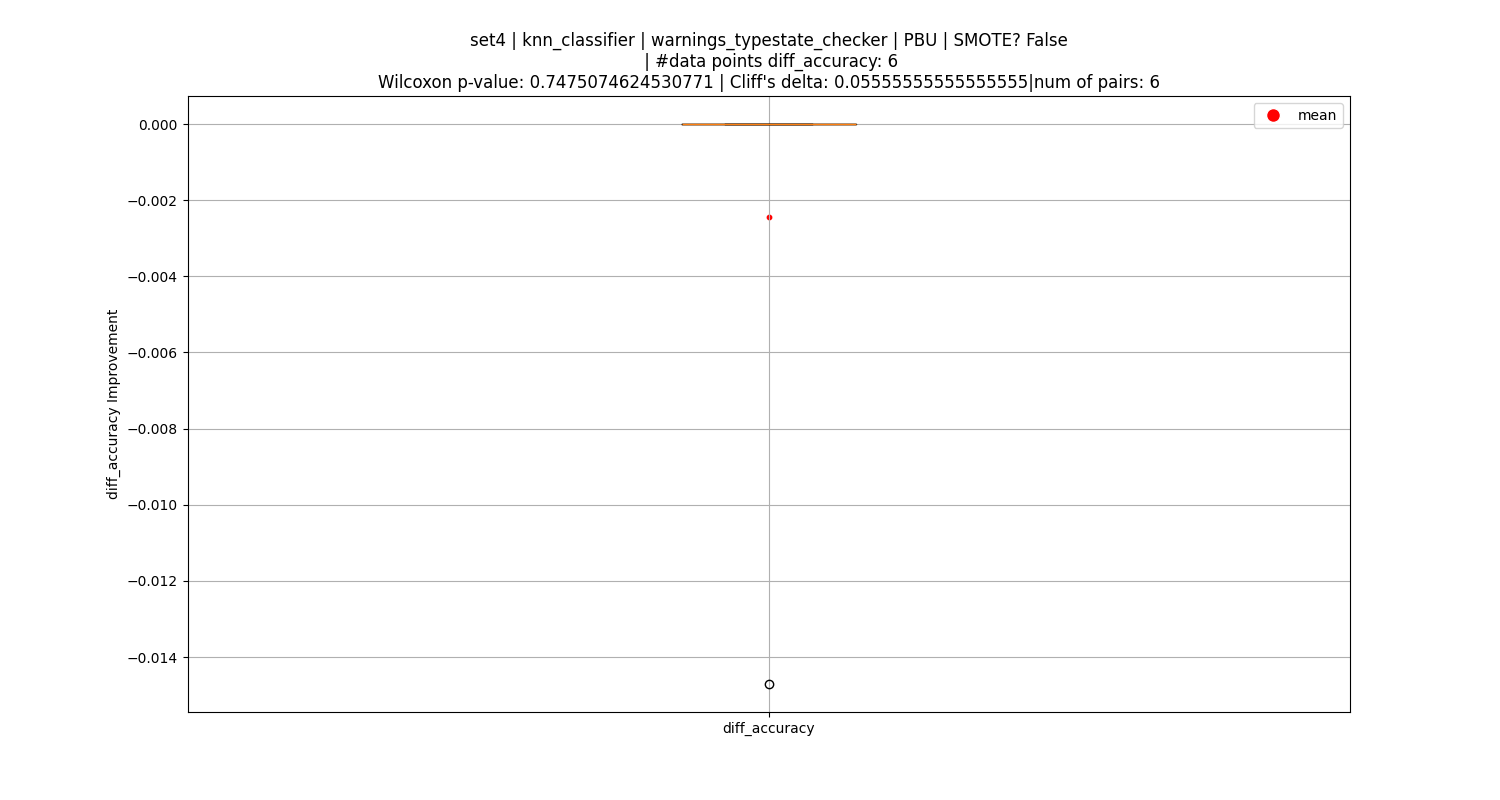 set4 | knn_classifier | warnings_typestate_checker | PBU | SMOTE? False
| #data points diff_accuracy: 6
Wilcoxon p-value: 0.7475074624530771 | Cliff's delta: 0.05555555555555555|num of pairs: 6
mean
0.000
−0.002
−0.004
−0.006
−0.008
−0.010
−0.012
−0.014
diff_accuracy Improvement
diff_accuracy